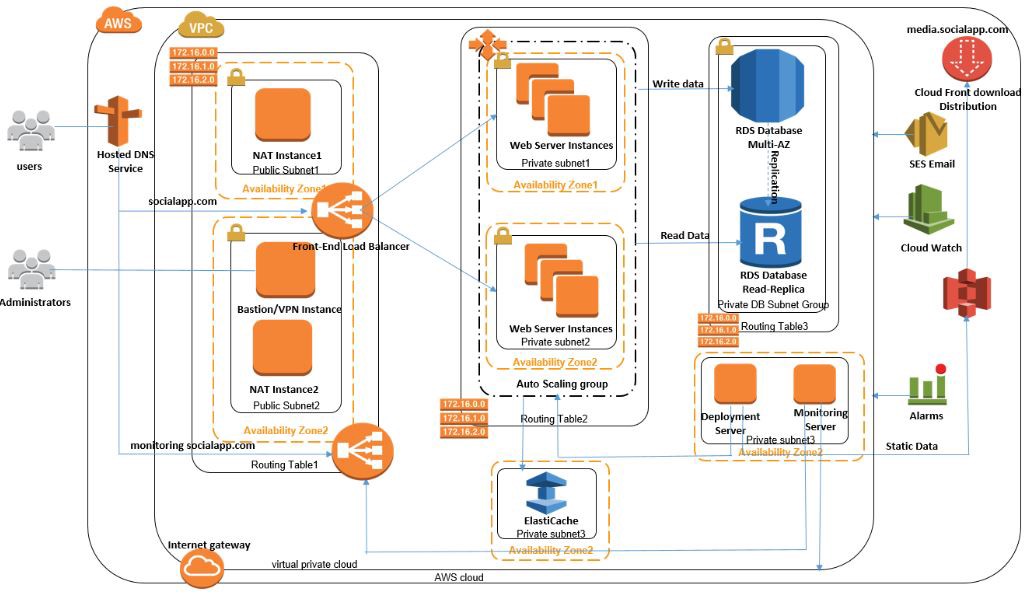 AWS
VPC
media.socialapp.com
172.16.0.0
172.16.1.0
172.16.2.0
Cloud Front download
Distribution
Write data
users
Hosted DNS
Service
NAT Instance1
Public Subnet1
Availability Zone1
Web Server Instances
Private subnet1
Availability Zone1
RDS Database
Multi-AZ
Replication
SES Email
socialapp.com
Front-End Load Balancer
Read Data
R
Cloud Watch
Administrators
Bastion/VPN Instance
RDS Database
Read-Replica
Private DB Subnet Group
Web Server Instances
Private subnet2
Availability Zone2
172.16.0.0
172.16.1.0
172.16.2.0
Routing Table3
NAT Instance2
Public Subnet2
Availability Zone2
Auto Scaling group
172.16.0.0
172.16.1.0
172.16.2.0
Routing Table2
Deployment
Server
Monitoring
Server
Private subnet3
Availability Zone2
Alarms
Static Data
monitoring.socialapp.com
Routing Table1
ElastiCache
Private subnet3
Availability Zone2
Internet gateway
virtual private cloud
AWS cloud